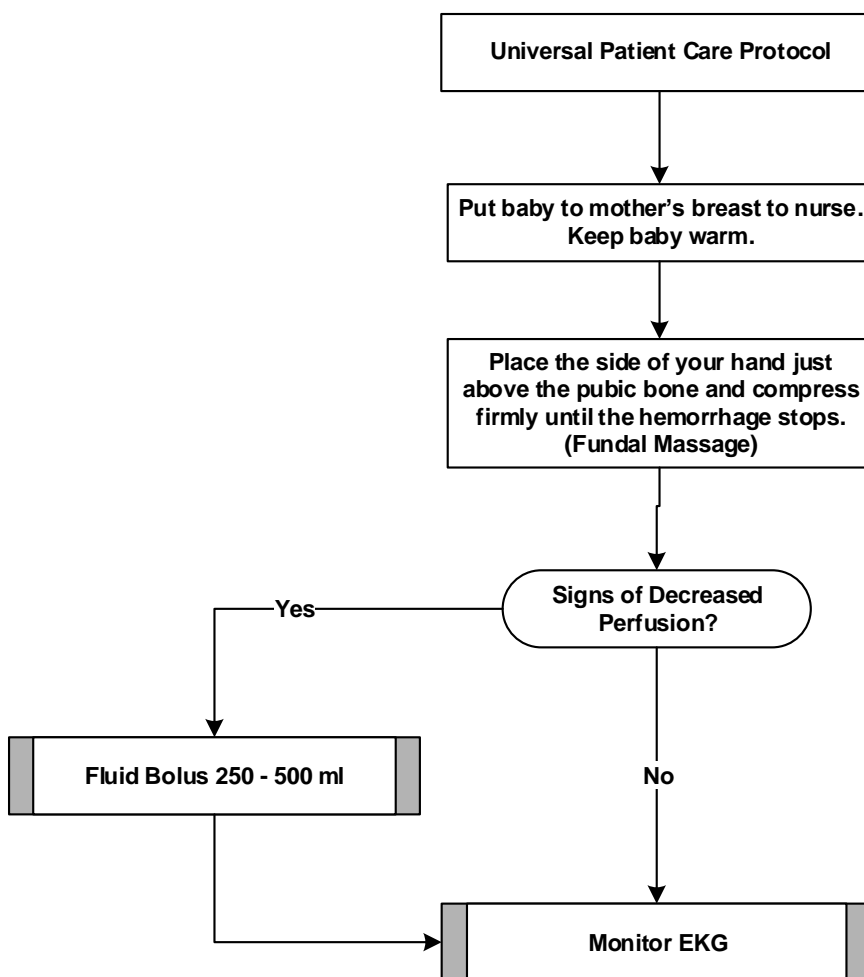 Universal Patient Care Protocol
Put baby to mother's breast to nurse.
Keep baby warm.
Place the side of your hand just
above the pubic bone and compress
firmly until the hemorrhage stops.
(Fundal Massage)
Signs of Decreased
Perfusion?
Yes
Fluid Bolus 250 - 500 ml
No
Monitor EKG